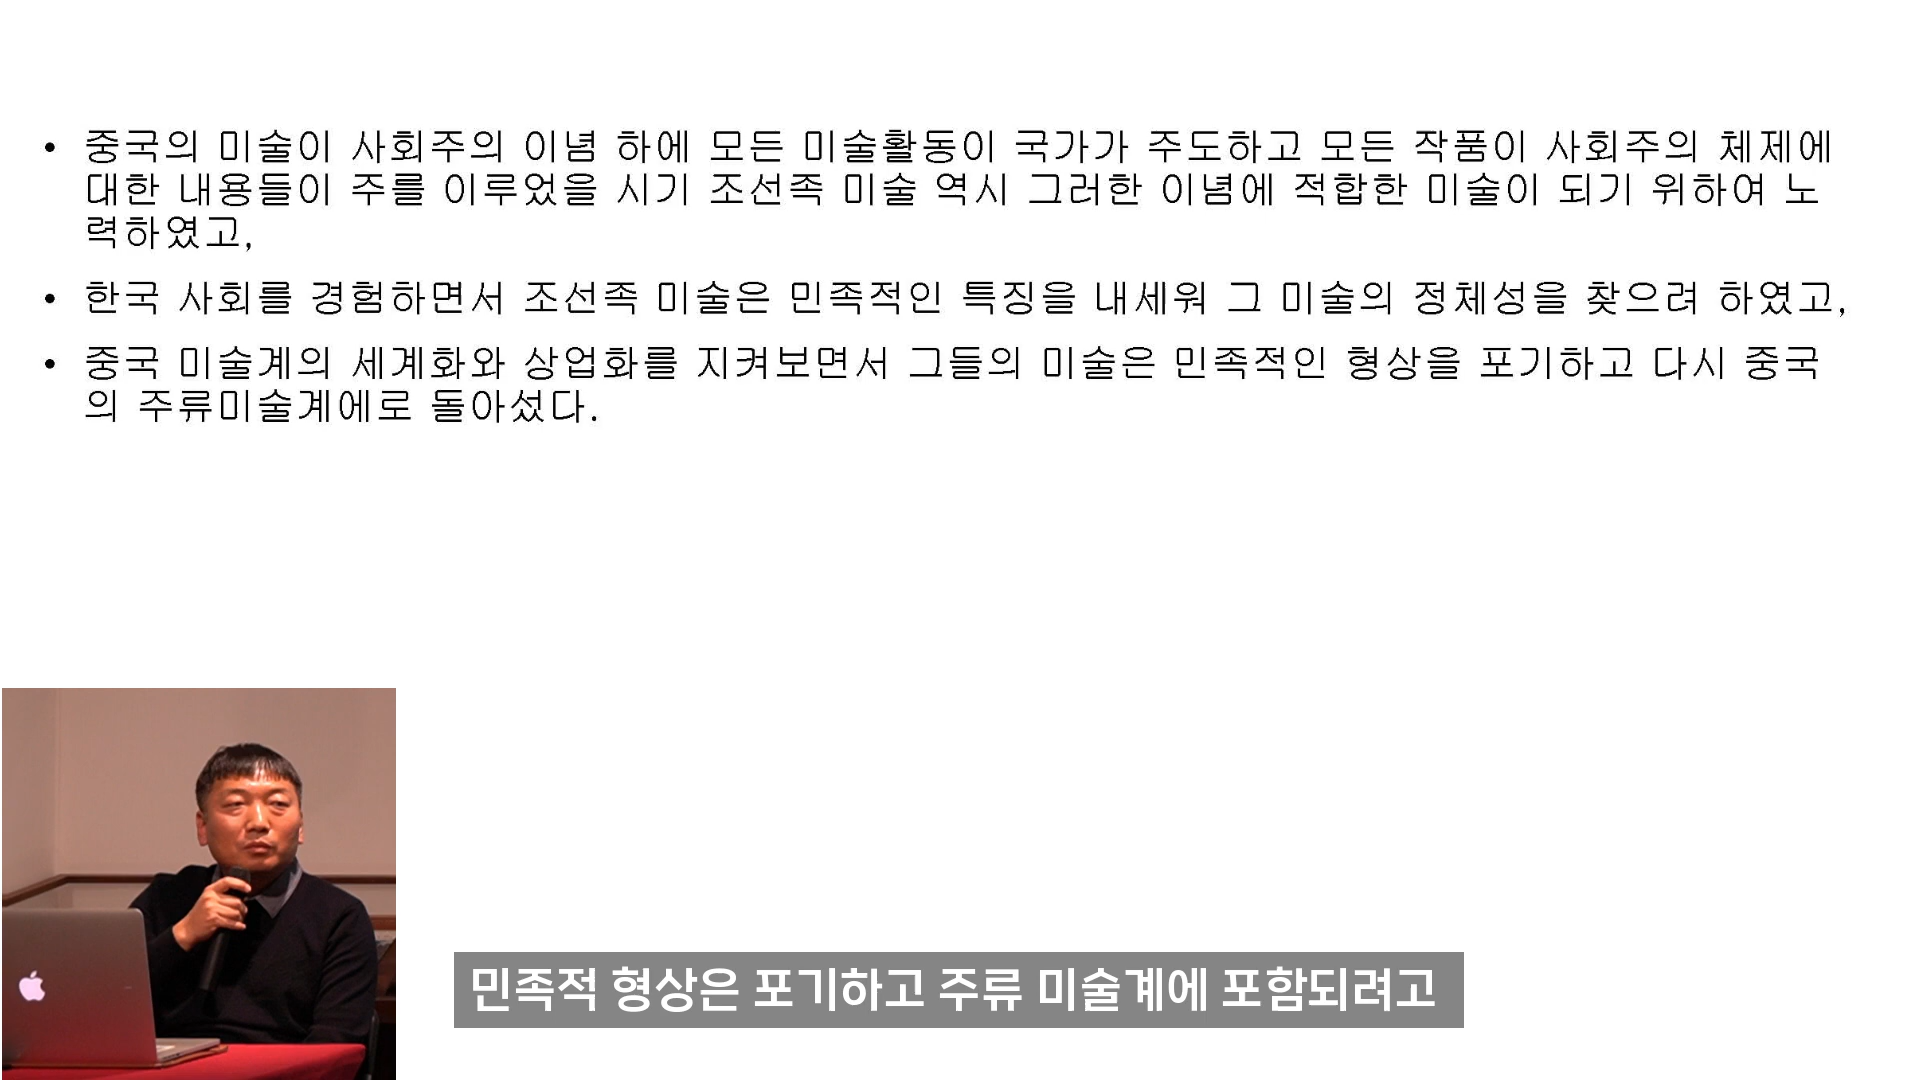 • 중국의 미술이 사회주의 이념 하에 모든 미술활동이 국가가 주도하고 모든 작품이 사회주의 체제에
대한 내용들이 주를 이루었을 시기 조선족 미술 역시 그러한 이념에 적합한 미술이 되기 위하여 노
력하였고,
• 한국 사회를 경험하면서 조선족 미술은 민족적인 특징을 내세워 그 미술의 정체성을 찾으려 하였고,
• 중국 미술계의 세계화와 상업화를 지켜보면서 그들의 미술은 민족적인 형상을 포기하고 다시 중국
의 주류미술계에로 돌아섰다.
민족적 형상은 포기하고 주류 미술계에 포함되려고